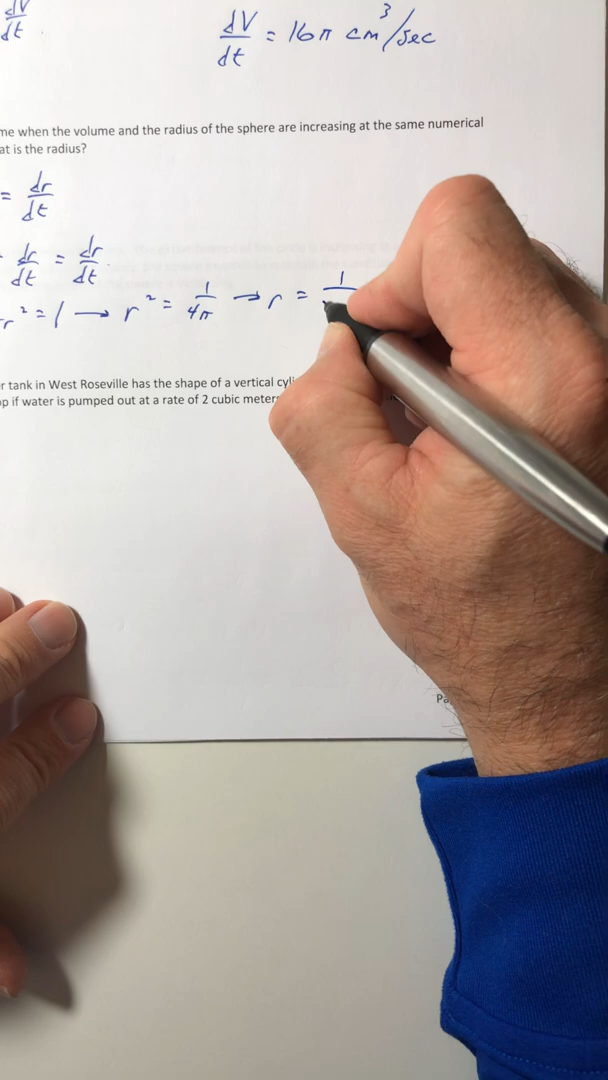 dV/dt
dV/dt = 16π cm³/sec
me when the volume and the radius of the sphere are increasing at the same numerical
at is the radius?
= dr/dt
dr/dt = dr/dt
r² = 1 → r² = 1/4π → r = 1/
r tank in West Roseville has the shape of a vertical cyli
p if water is pumped out at a rate of 2 cubic meter
Pa